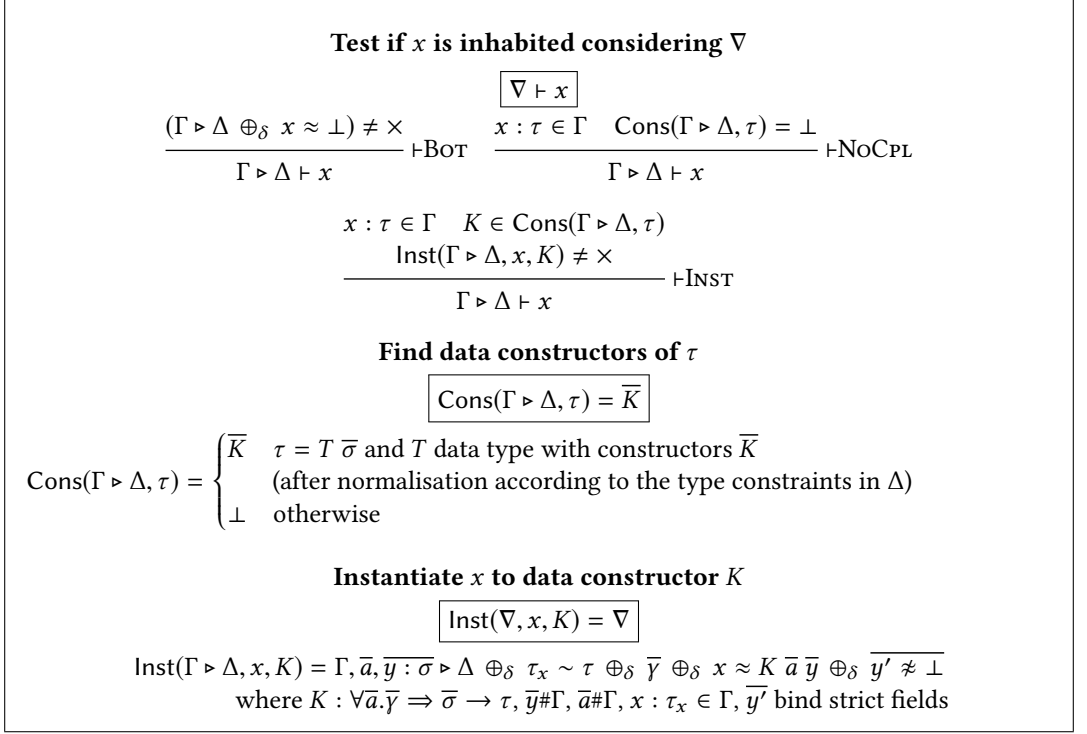 Test if x is inhabited considering ∇
∇ ⊢ x
(Γ ▹ Δ ⊕δ x ≈ ⊥) ≠ ×
Γ ▹ Δ ⊢ x
⊢Bot
x : τ ∈ Γ Cons(Γ ▹ Δ, τ) = ⊥
Γ ▹ Δ ⊢ x
⊢NoCpl
x : τ ∈ Γ K ∈ Cons(Γ ▹ Δ, τ)
Inst(Γ ▹ Δ, x, K) ≠ ×
Γ ▹ Δ ⊢ x
⊢Inst
Find data constructors of τ
Cons(Γ ▹ Δ, τ) = K̅
Cons(Γ ▹ Δ, τ) = { K̅ τ = T σ̅ and T data type with constructors K̅
(after normalisation according to the type constraints in Δ)
⊥ otherwise
Instantiate x to data constructor K
Inst(∇, x, K) = ∇
Inst(Γ ▹ Δ, x, K) = Γ, a̅, y̅ : σ̅ ▹ Δ ⊕δ τx ∼ τ ⊕δ γ̅ ⊕δ x ≈ K a̅ y̅ ⊕δ y̅′ ≉ ⊥
where K : ∀a̅.γ̅ ⇒ σ̅ → τ, y̅#Γ, a̅#Γ, x : τx ∈ Γ, y̅′ bind strict fields